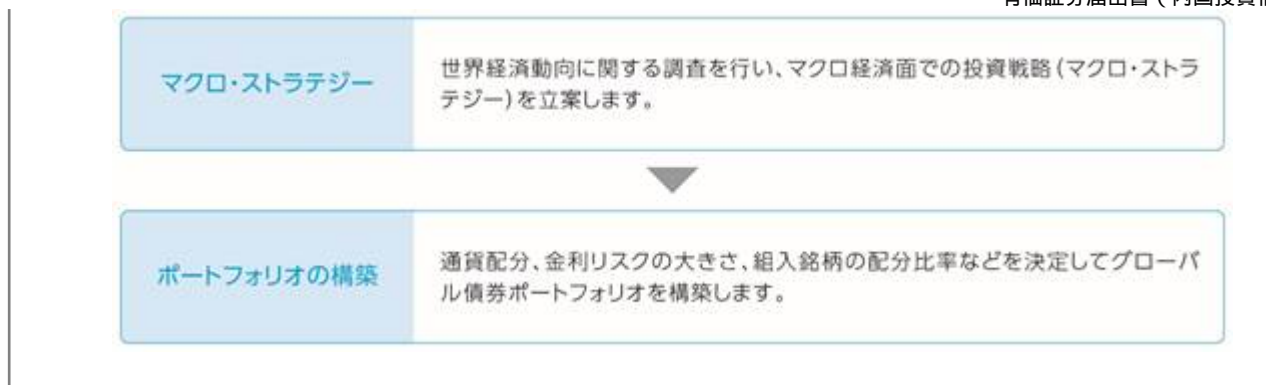 マクロ・ストラテジー
世界経済動向に関する調査を行い、マクロ経済面での投資戦略(マクロ・ストラ
テジー)を立案します。
ポートフォリオの構築
通貨配分、金利リスクの大きさ、組入銘柄の配分比率などを決定してグローバ
ル債券ポートフォリオを構築します。